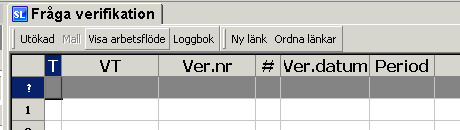 SL Fråga verifikation
Utökad Mall Visa arbetsflöde Loggbok Ny länk Ordna länkar
T VT Ver.nr # Ver.datum Period
?
1